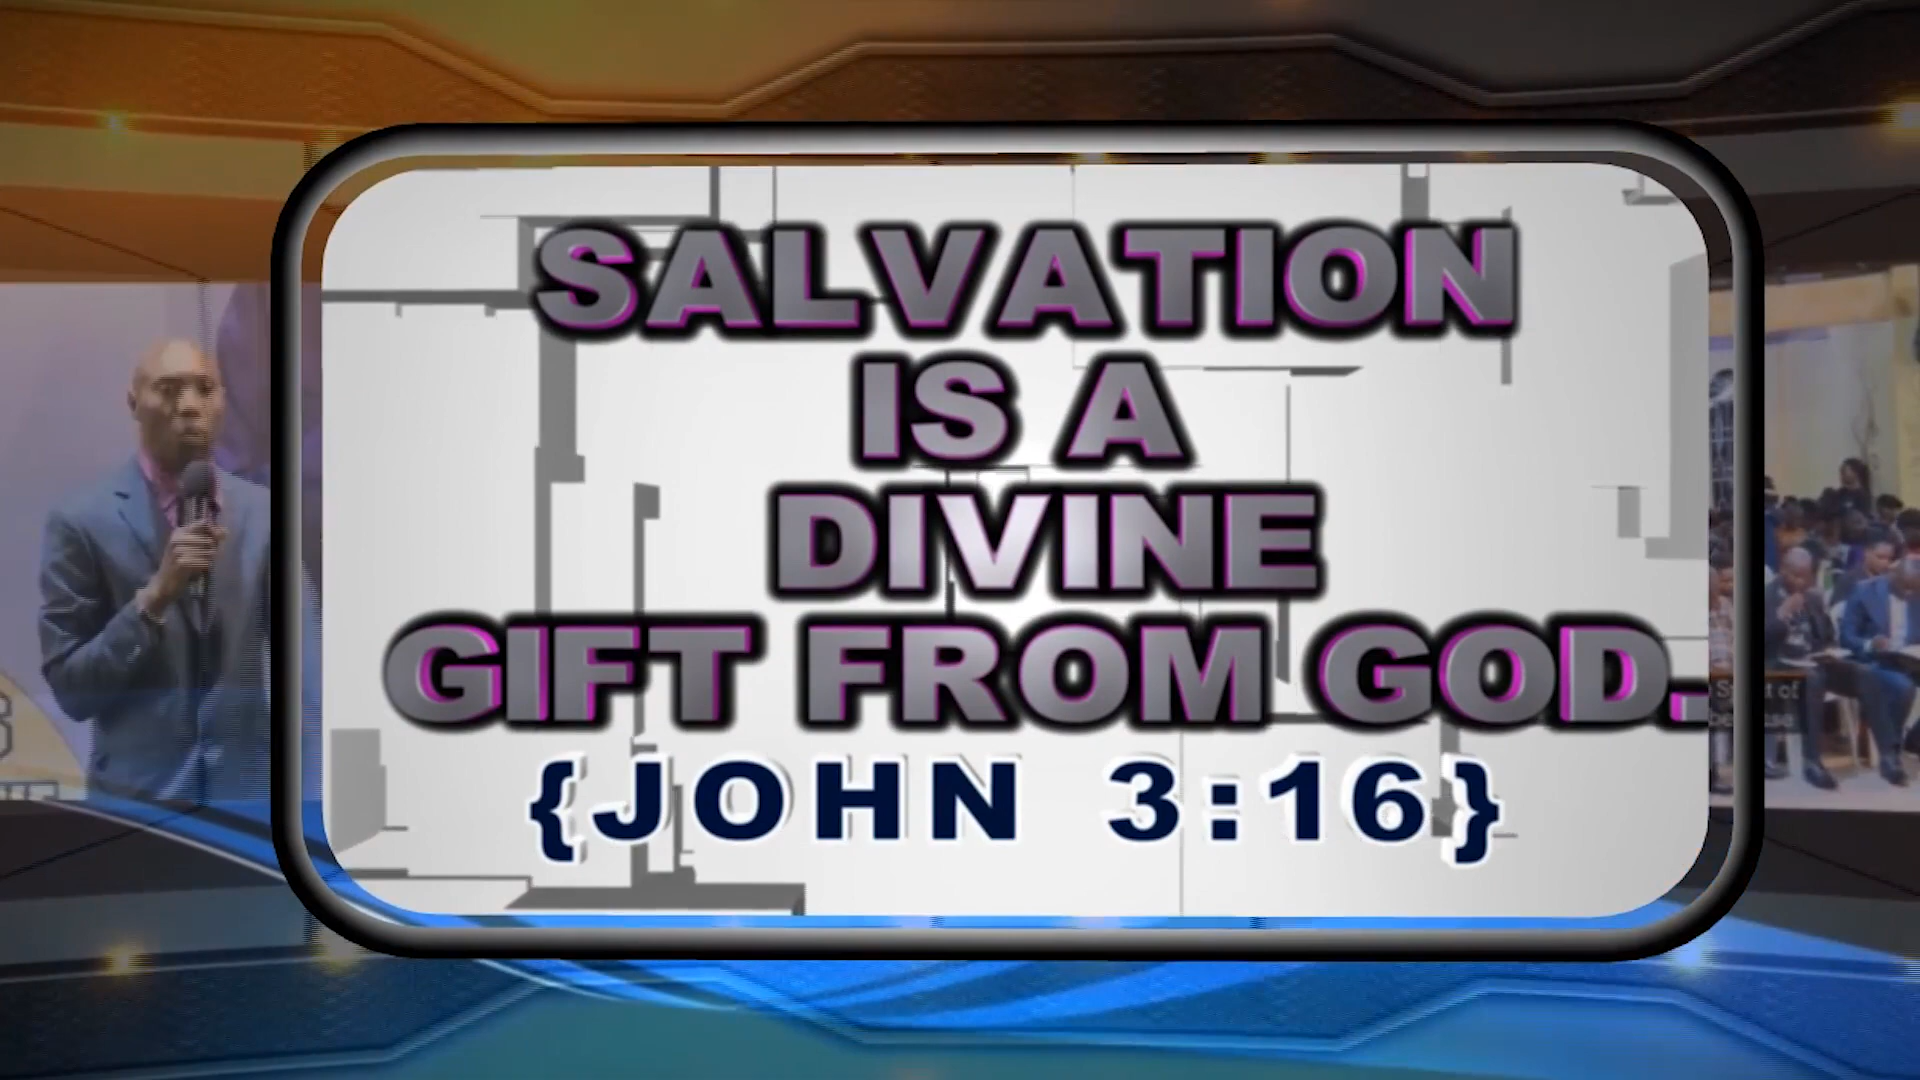 SALVATION
IS A
DIVINE
GIFT FROM GOD.
{JOHN 3:16}